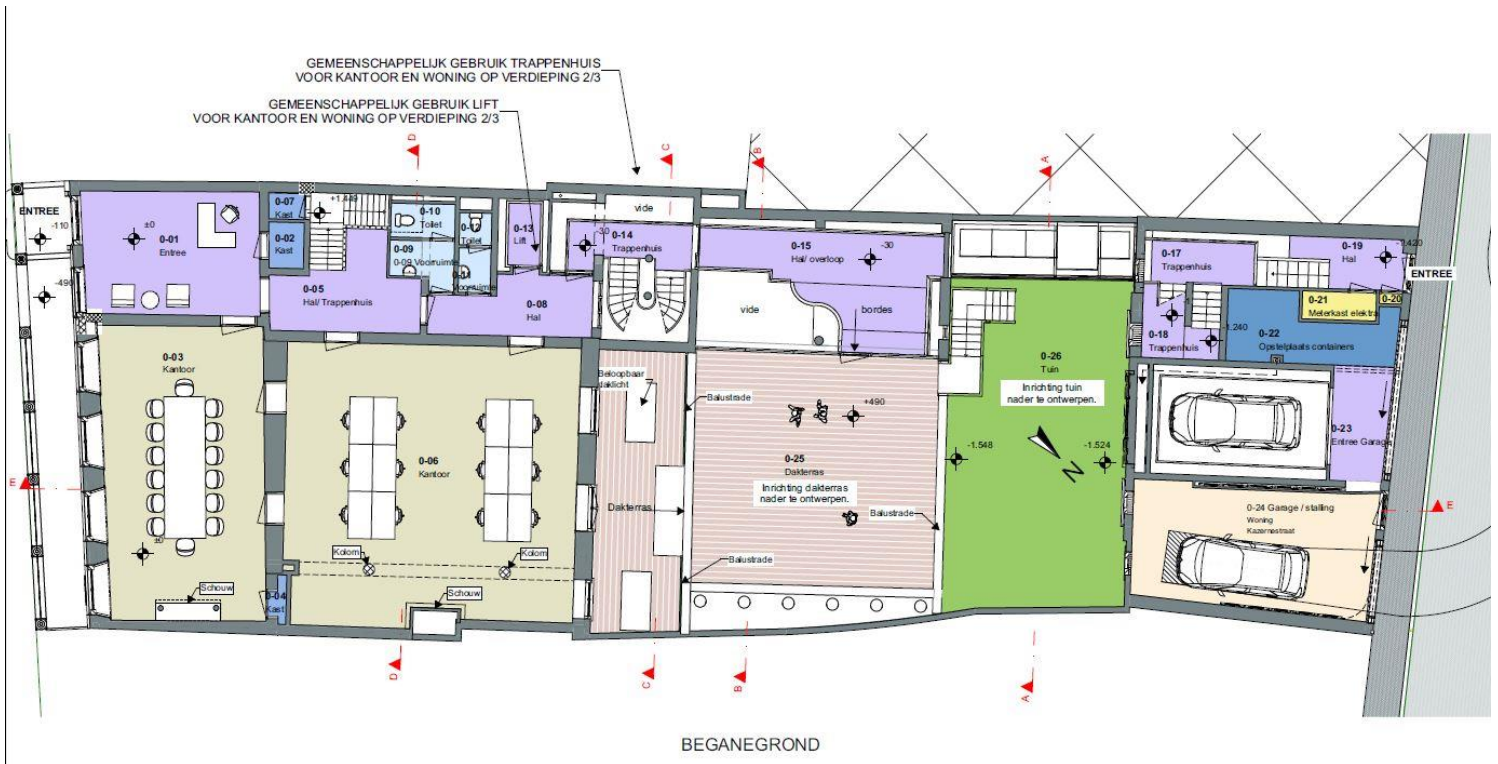 GEMEENSCHAPPELIJK GEBRUIK TRAPPENHUIS
VOOR KANTOOR EN WONING OP VERDIEPING 2/3
GEMEENSCHAPPELIJK GEBRUIK LIFT
VOOR KANTOOR EN WONING OP VERDIEPING 2/3
D
C
B
A
ENTREE
-110
-490
±0
0-01
Entree
0-07
Kast
0-02
Kast
+1.449
0-10
Toilet
0-12
Toilet
0-09
0-09 Voorruimte
0-11
Voorruimte
0-13
Lift
0-05
Hal/ Trappenhuis
0-08
Hal
vide
-30
0-14
Trappenhuis
0-15
Hal/ overloop
-30
vide
bordes
0-17
Trappenhuis
0-19
Hal
-1.420
ENTREE
0-21
Meterkast elektra
0-20
0-18
Trappenhuis
-1.240
0-22
Opstelplaats containers
0-03
Kantoor
0-06
Kantoor
Beloopbaar
daklicht
Balustrade
+490
0-26
Tuin
Inrichting tuin
nader te ontwerpen.
-1.548
-1.524
N
0-23
Entree Garage
0-25
Dakterras
Inrichting dakterras
nader te ontwerpen.
Dakterras
Balustrade
0-24 Garage / stalling
Woning
Kazernestraat
E
E
Kolom
Kolom
Balustrade
Schouw
0-04
Kast
Schouw
D
C
B
A
BEGANEGROND